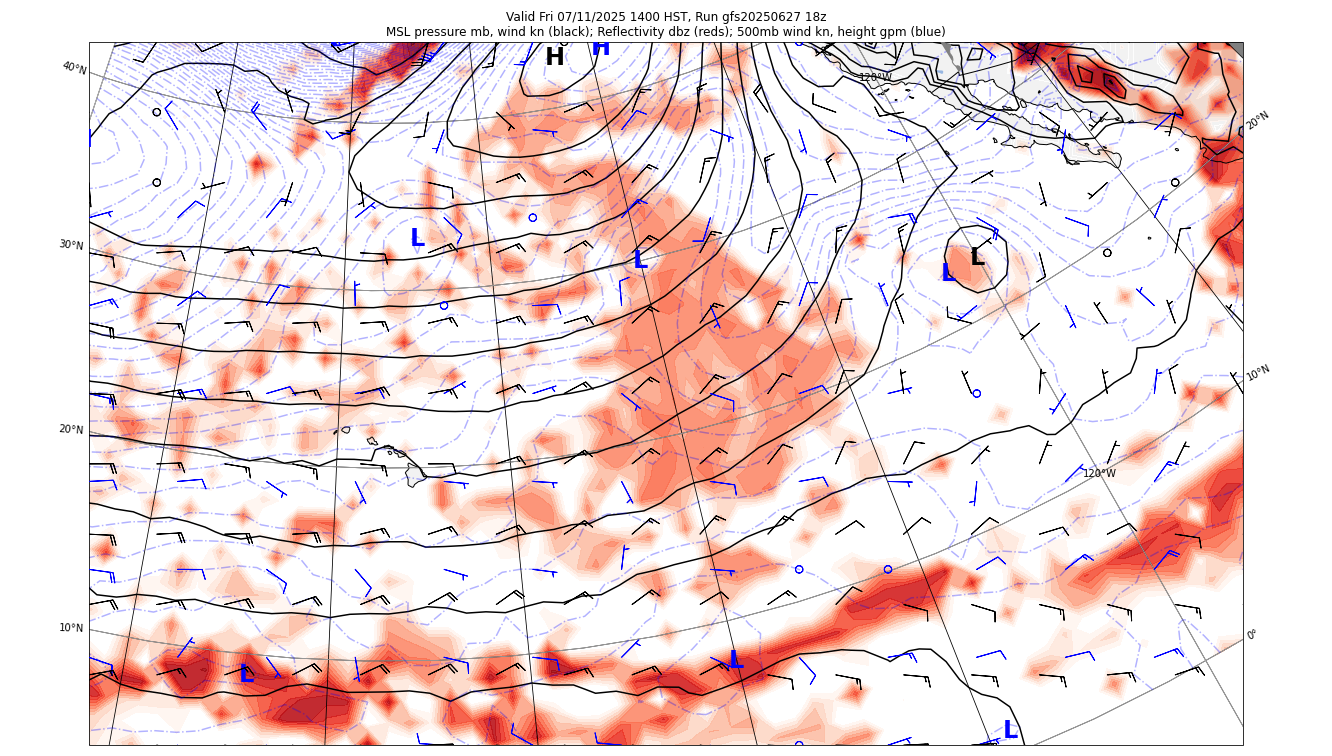 Valid Fri 07/11/2025 1400 HST, Run gfs20250627 18z
MSL pressure mb, wind kn (black); Reflectivity dbz (reds); 500mb wind kn, height gpm (blue)
H H
40°N
120°W
20°N
L
30°N
L
L
L
10°N
20°N
120°W
10°N
0°
L
L
L